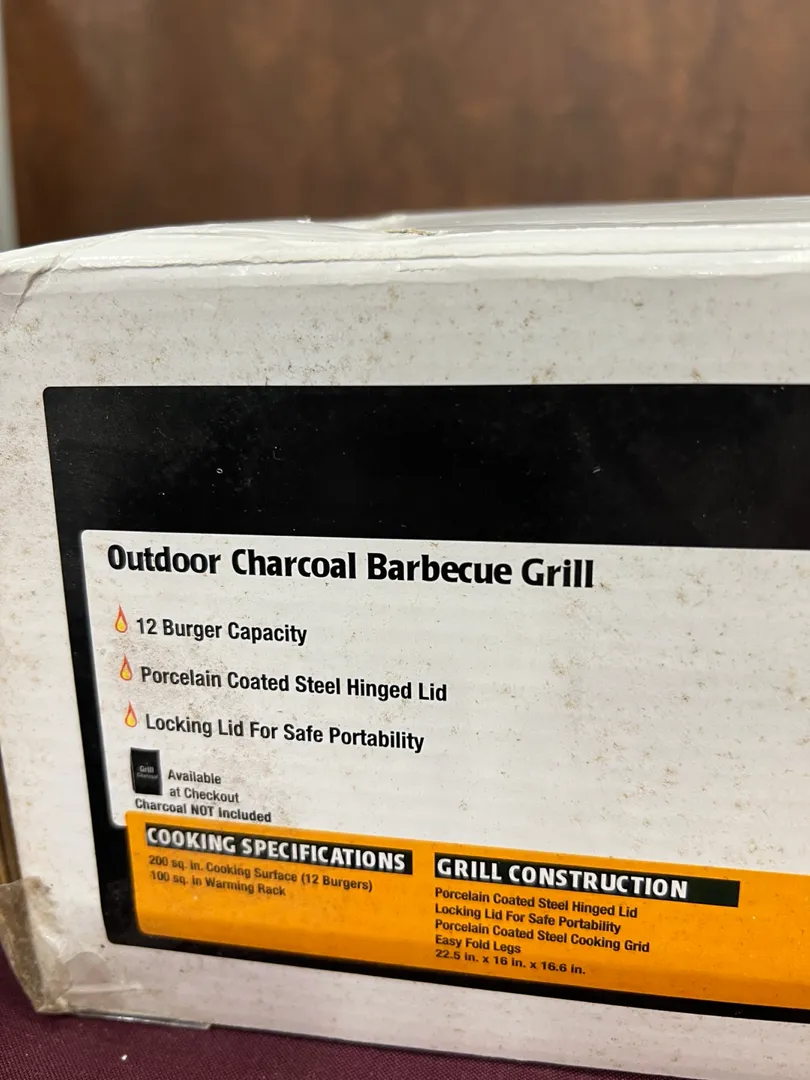 Outdoor Charcoal Barbecue Grill
12 Burger Capacity
Porcelain Coated Steel Hinged Lid
Locking Lid For Safe Portability
Grill
Charcoal
Available
at Checkout
Charcoal NOT Included
COOKING SPECIFICATIONS
200 sq. in. Cooking Surface (12 Burgers)
100 sq. in Warming Rack
GRILL CONSTRUCTION
Porcelain Coated Steel Hinged Lid
Locking Lid For Safe Portability
Porcelain Coated Steel Cooking Grid
Easy Fold Legs
22.5 in. x 16 in. x 16.6 in.